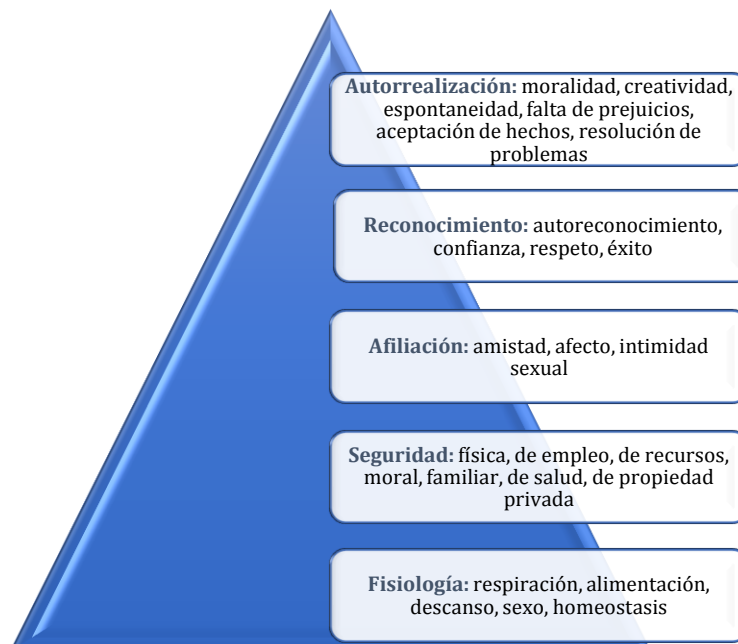 Autorrealización: moralidad, creatividad,
espontaneidad, falta de prejuicios,
aceptación de hechos, resolución de
problemas
Reconocimiento: autoreconocimiento,
confianza, respeto, éxito
Afiliación: amistad, afecto, intimidad
sexual
Seguridad: física, de empleo, de recursos,
moral, familiar, de salud, de propiedad
privada
Fisiología: respiración, alimentación,
descanso, sexo, homeostasis